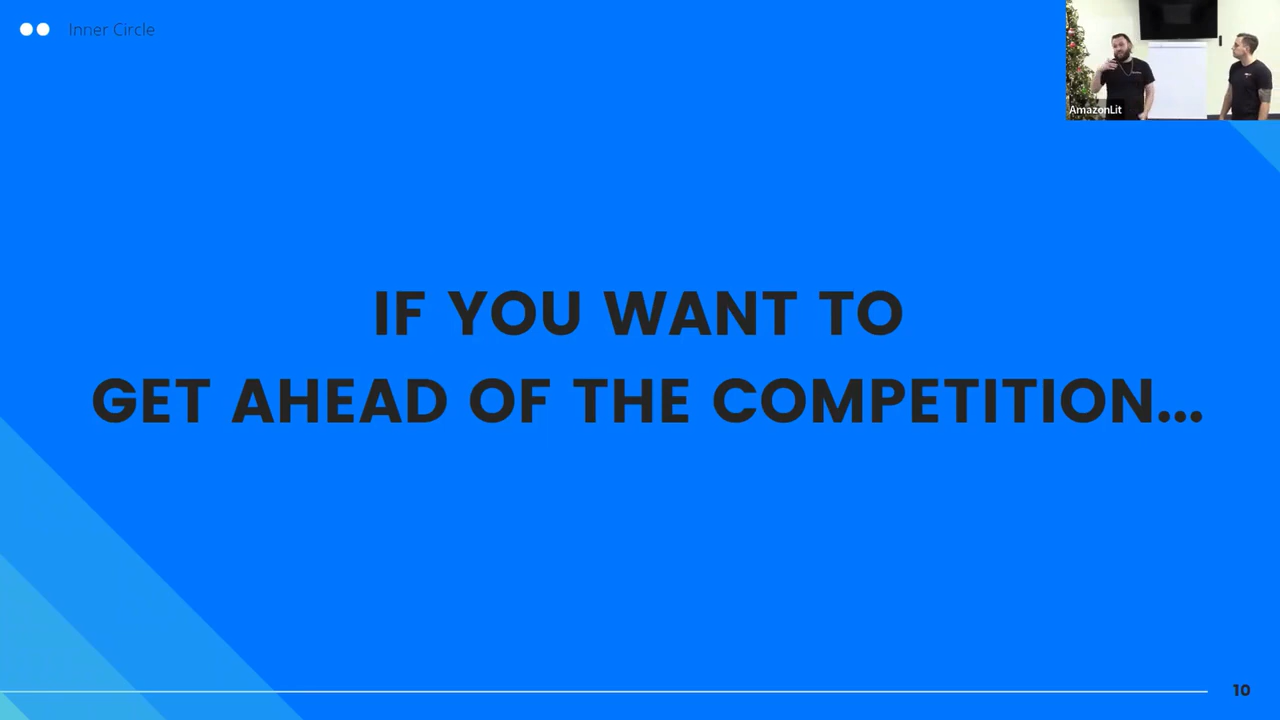 Inner Circle
AmazonLit
IF YOU WANT TO
GET AHEAD OF THE COMPETITION...
10